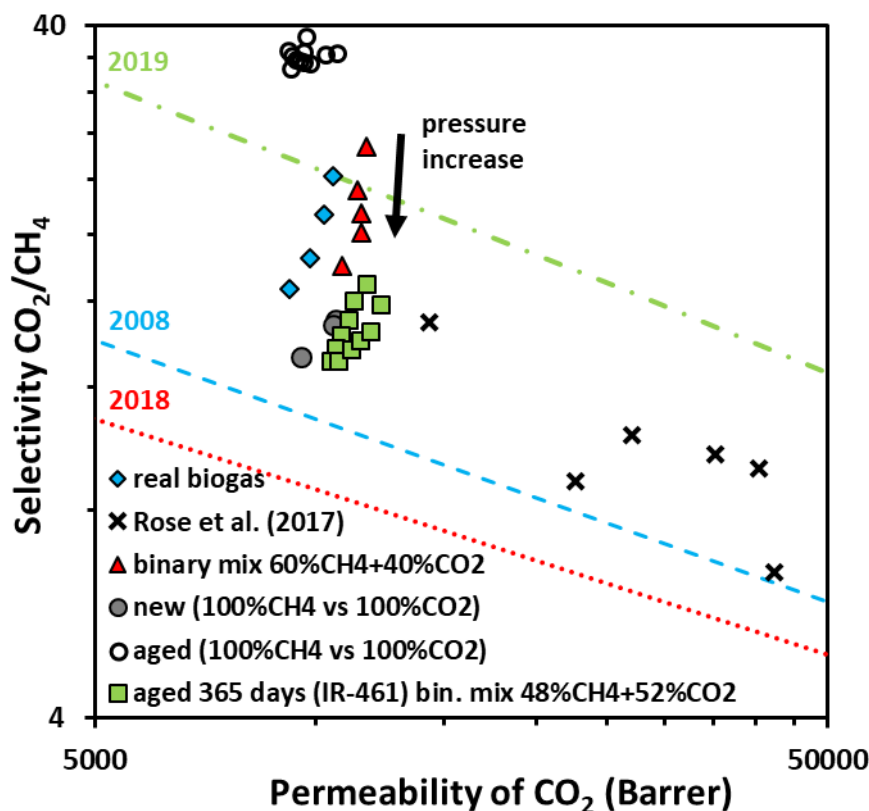 40
2019
pressure
increase
2008
2018
real biogas
Rose et al. (2017)
binary mix 60%CH4+40%CO2
new (100%CH4 vs 100%CO2)
aged (100%CH4 vs 100%CO2)
aged 365 days (IR-461) bin. mix 48%CH4+52%CO2
4
5000
50000
Selectivity CO₂/CH₄
Permeability of CO₂ (Barrer)